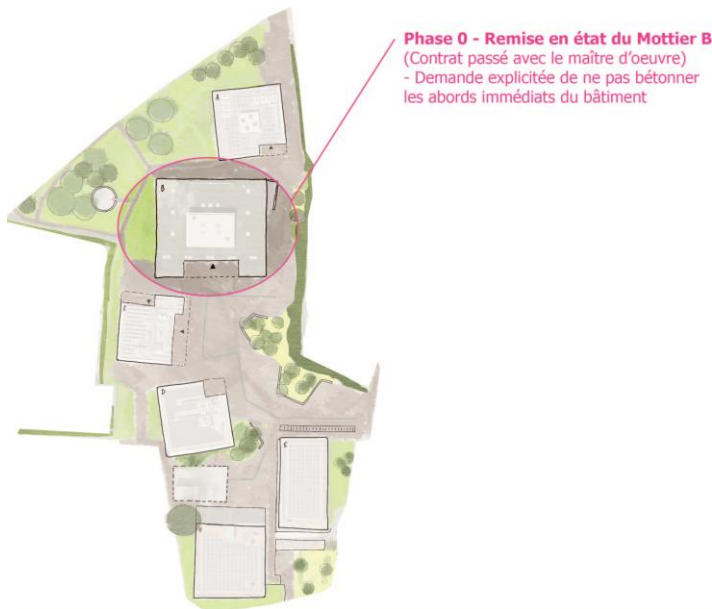 Phase 0 - Remise en état du Mottier B
(Contrat passé avec le maître d'oeuvre)
- Demande explicitée de ne pas bétonner
les abords immédiats du bâtiment
A
B
C
D
E